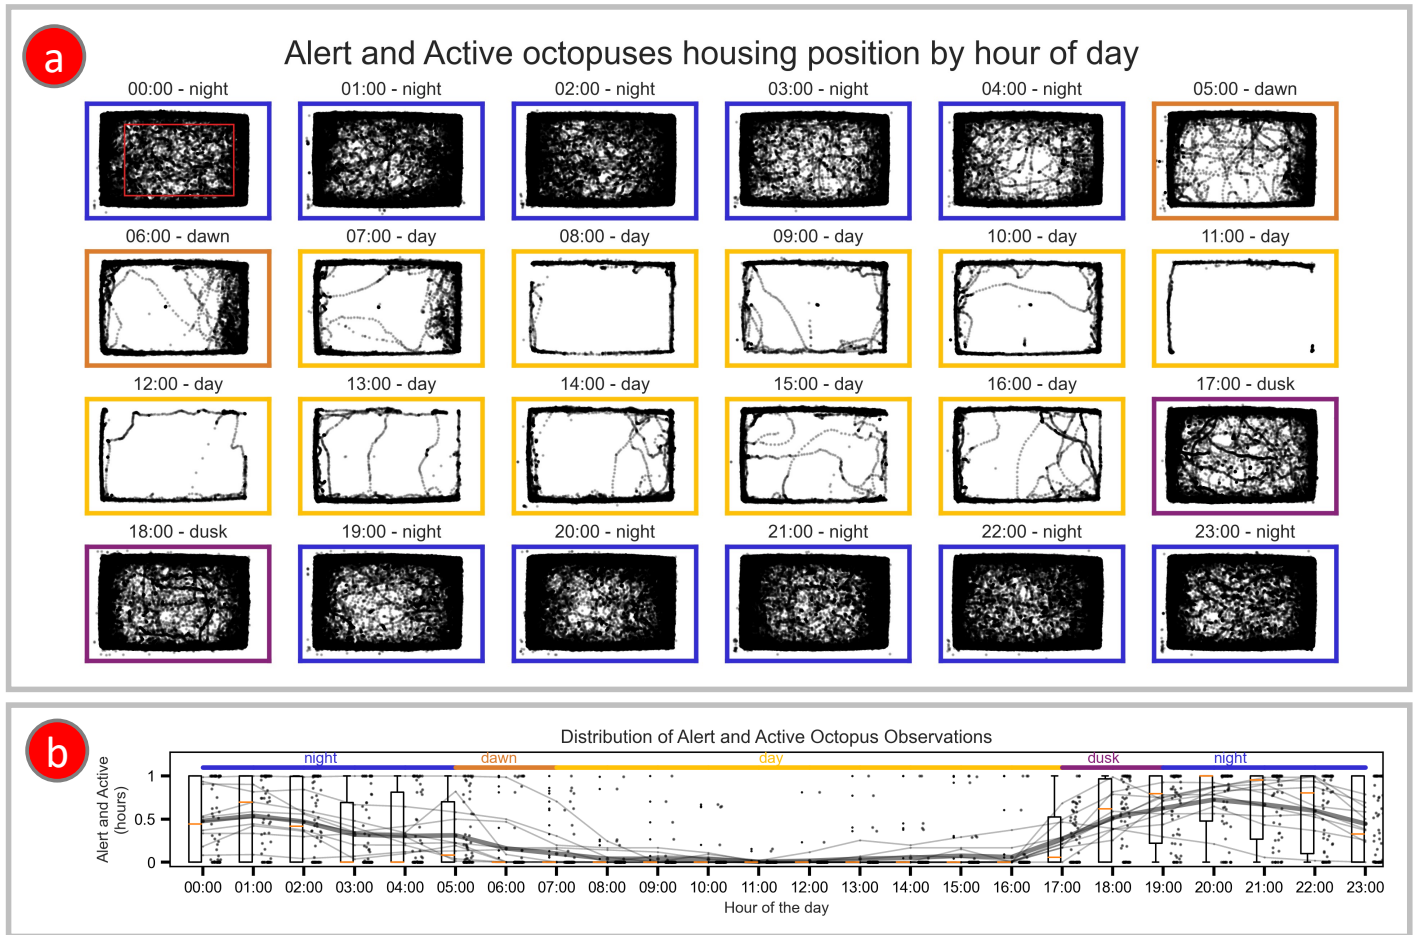 a
Alert and Active octopuses housing position by hour of day
00:00 - night 01:00 - night 02:00 - night 03:00 - night 04:00 - night 05:00 - dawn
06:00 - dawn 07:00 - day 08:00 - day 09:00 - day 10:00 - day 11:00 - day
12:00 - day 13:00 - day 14:00 - day 15:00 - day 16:00 - day 17:00 - dusk
18:00 - dusk 19:00 - night 20:00 - night 21:00 - night 22:00 - night 23:00 - night
b
Distribution of Alert and Active Octopus Observations
night dawn day dusk night
Alert and Active
(hours)
1
0.5
0
00:00 01:00 02:00 03:00 04:00 05:00 06:00 07:00 08:00 09:00 10:00 11:00 12:00 13:00 14:00 15:00 16:00 17:00 18:00 19:00 20:00 21:00 22:00 23:00
Hour of the day